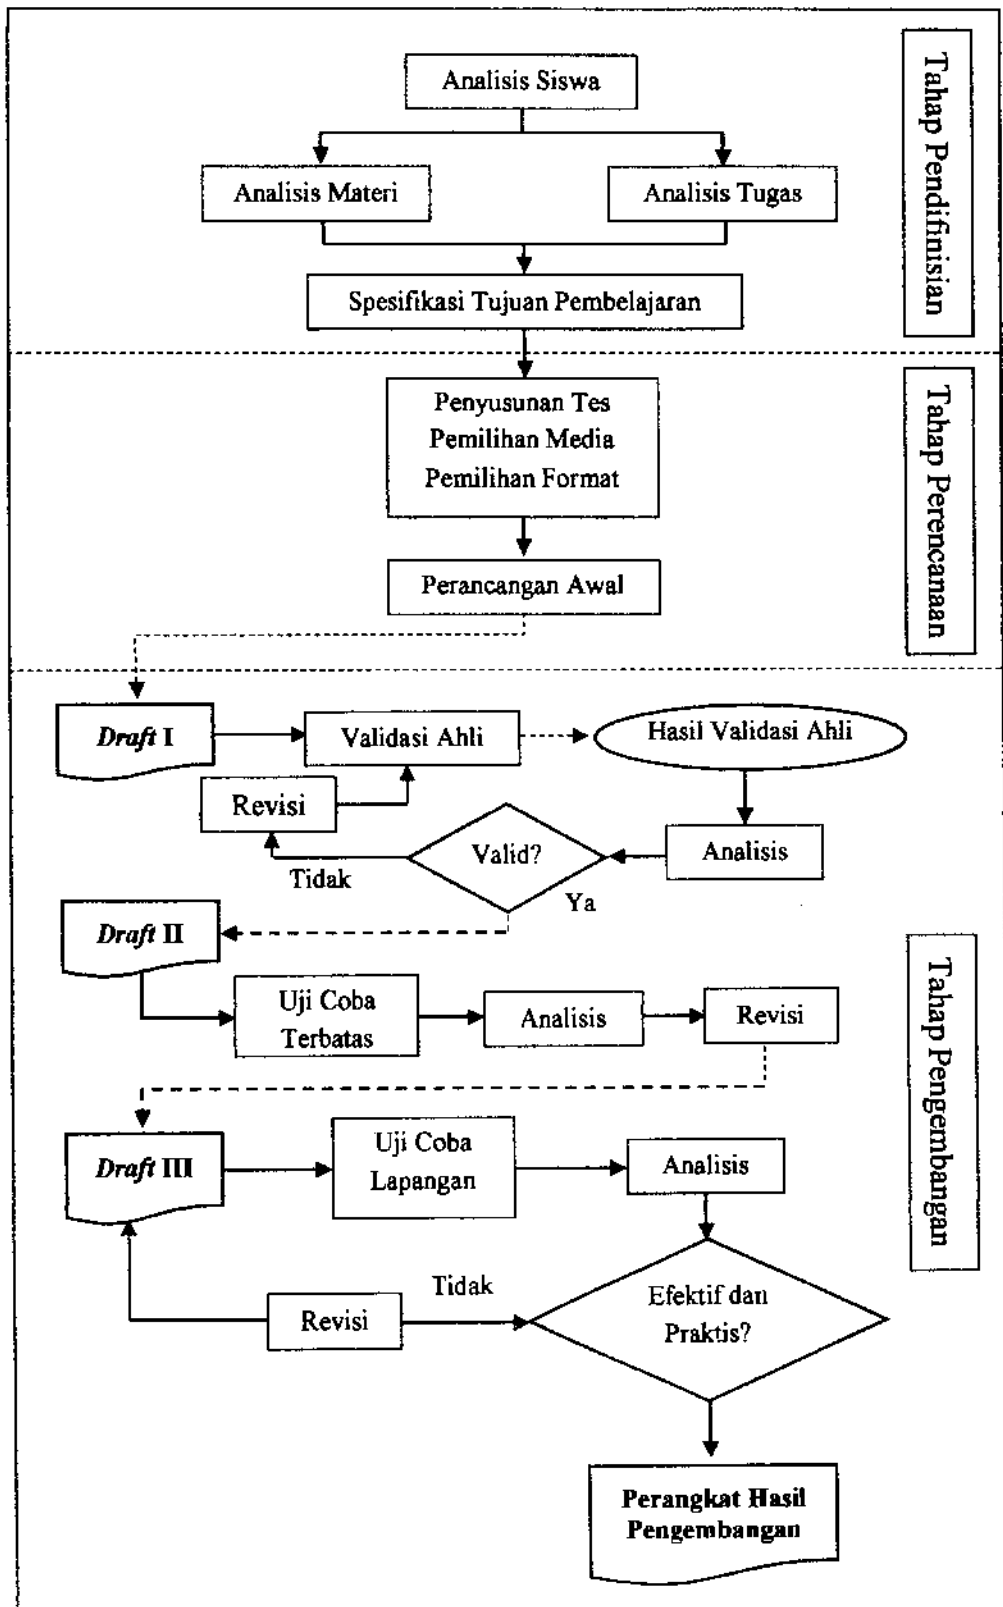 Analisis Siswa
Analisis Materi
Analisis Tugas
Spesifikasi Tujuan Pembelajaran
Tahap Pendifinisian
Penyusunan Tes
Pemilihan Media
Pemilihan Format
Perancangan Awal
Tahap Perencanaan
Draft I
Validasi Ahli
Hasil Validasi Ahli
Revisi
Valid?
Analisis
Tidak
Ya
Draft II
Uji Coba
Terbatas
Analisis
Revisi
Draft III
Uji Coba
Lapangan
Analisis
Tahap Pengembangan
Tidak
Revisi
Efektif dan
Praktis?
Perangkat Hasil
Pengembangan